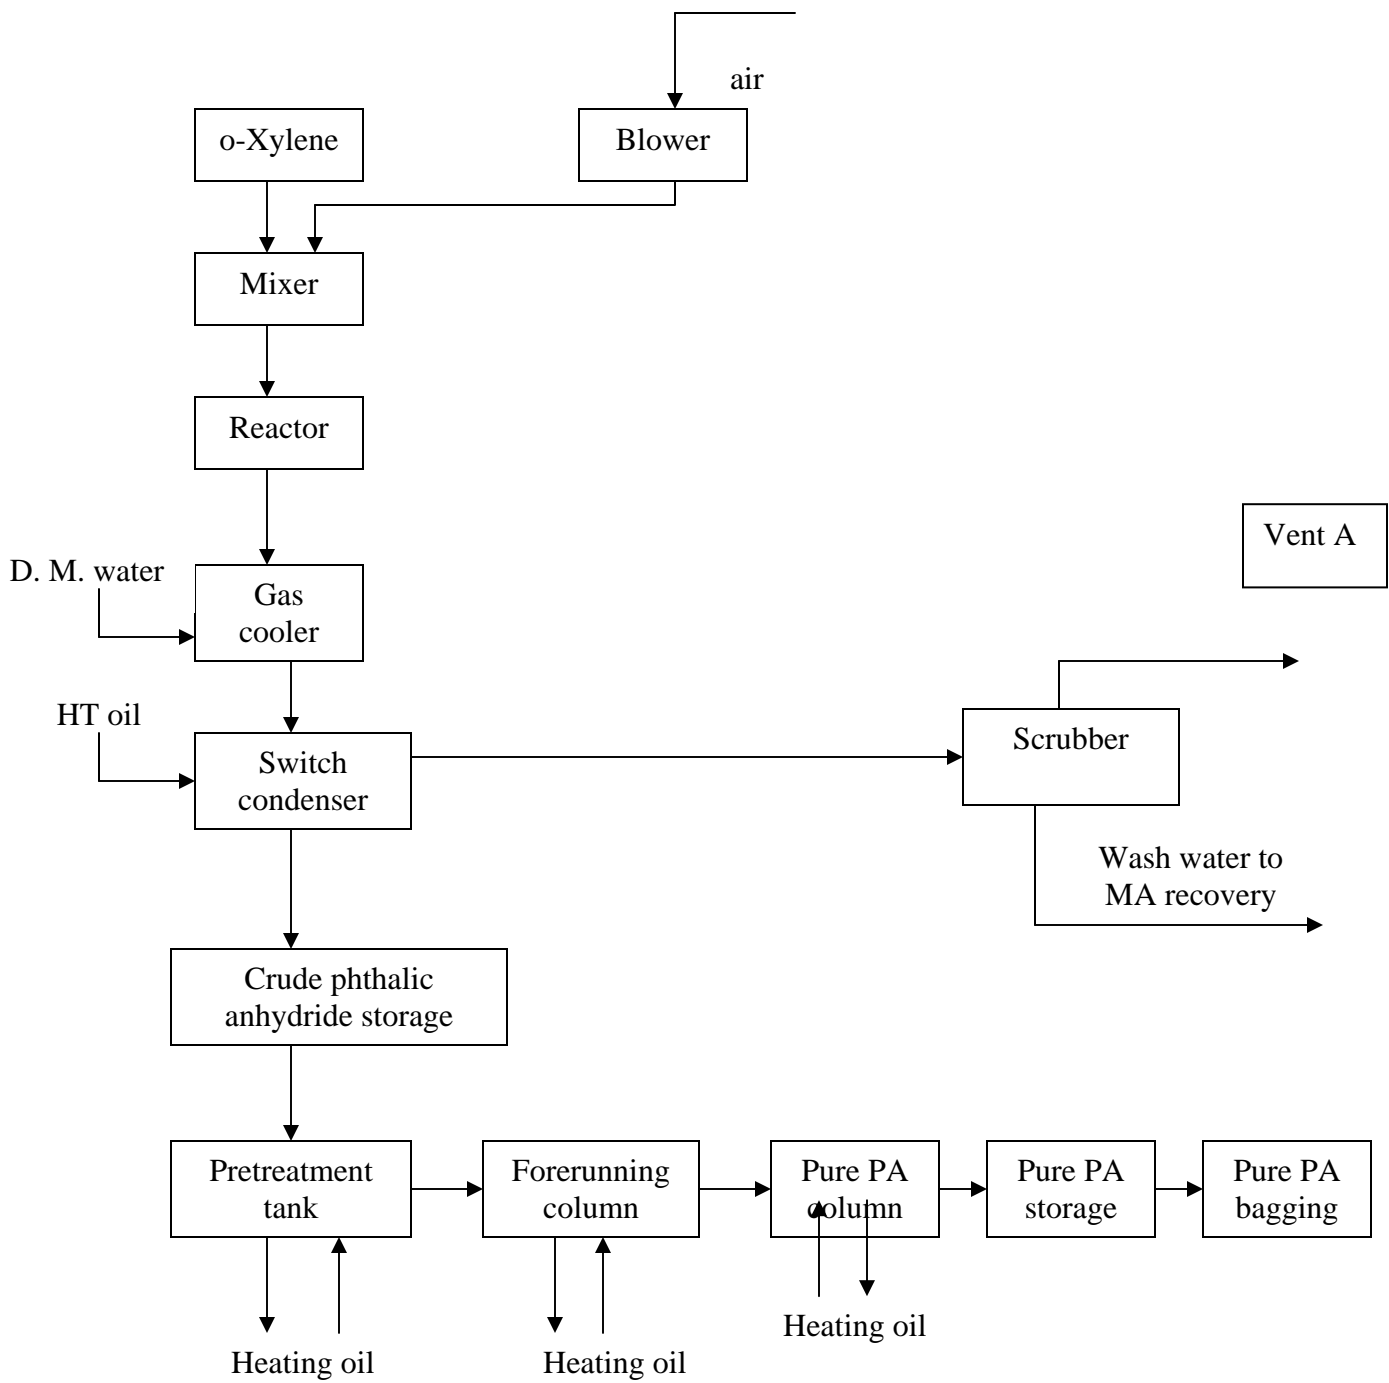 air
o-Xylene
Blower
Mixer
Reactor
Vent A
D. M. water
Gas
cooler
HT oil
Switch
condenser
Scrubber
Wash water to
MA recovery
Crude phthalic
anhydride storage
Pretreatment
tank
Forerunning
column
Pure PA
column
Pure PA
storage
Pure PA
bagging
Heating oil
Heating oil
Heating oil